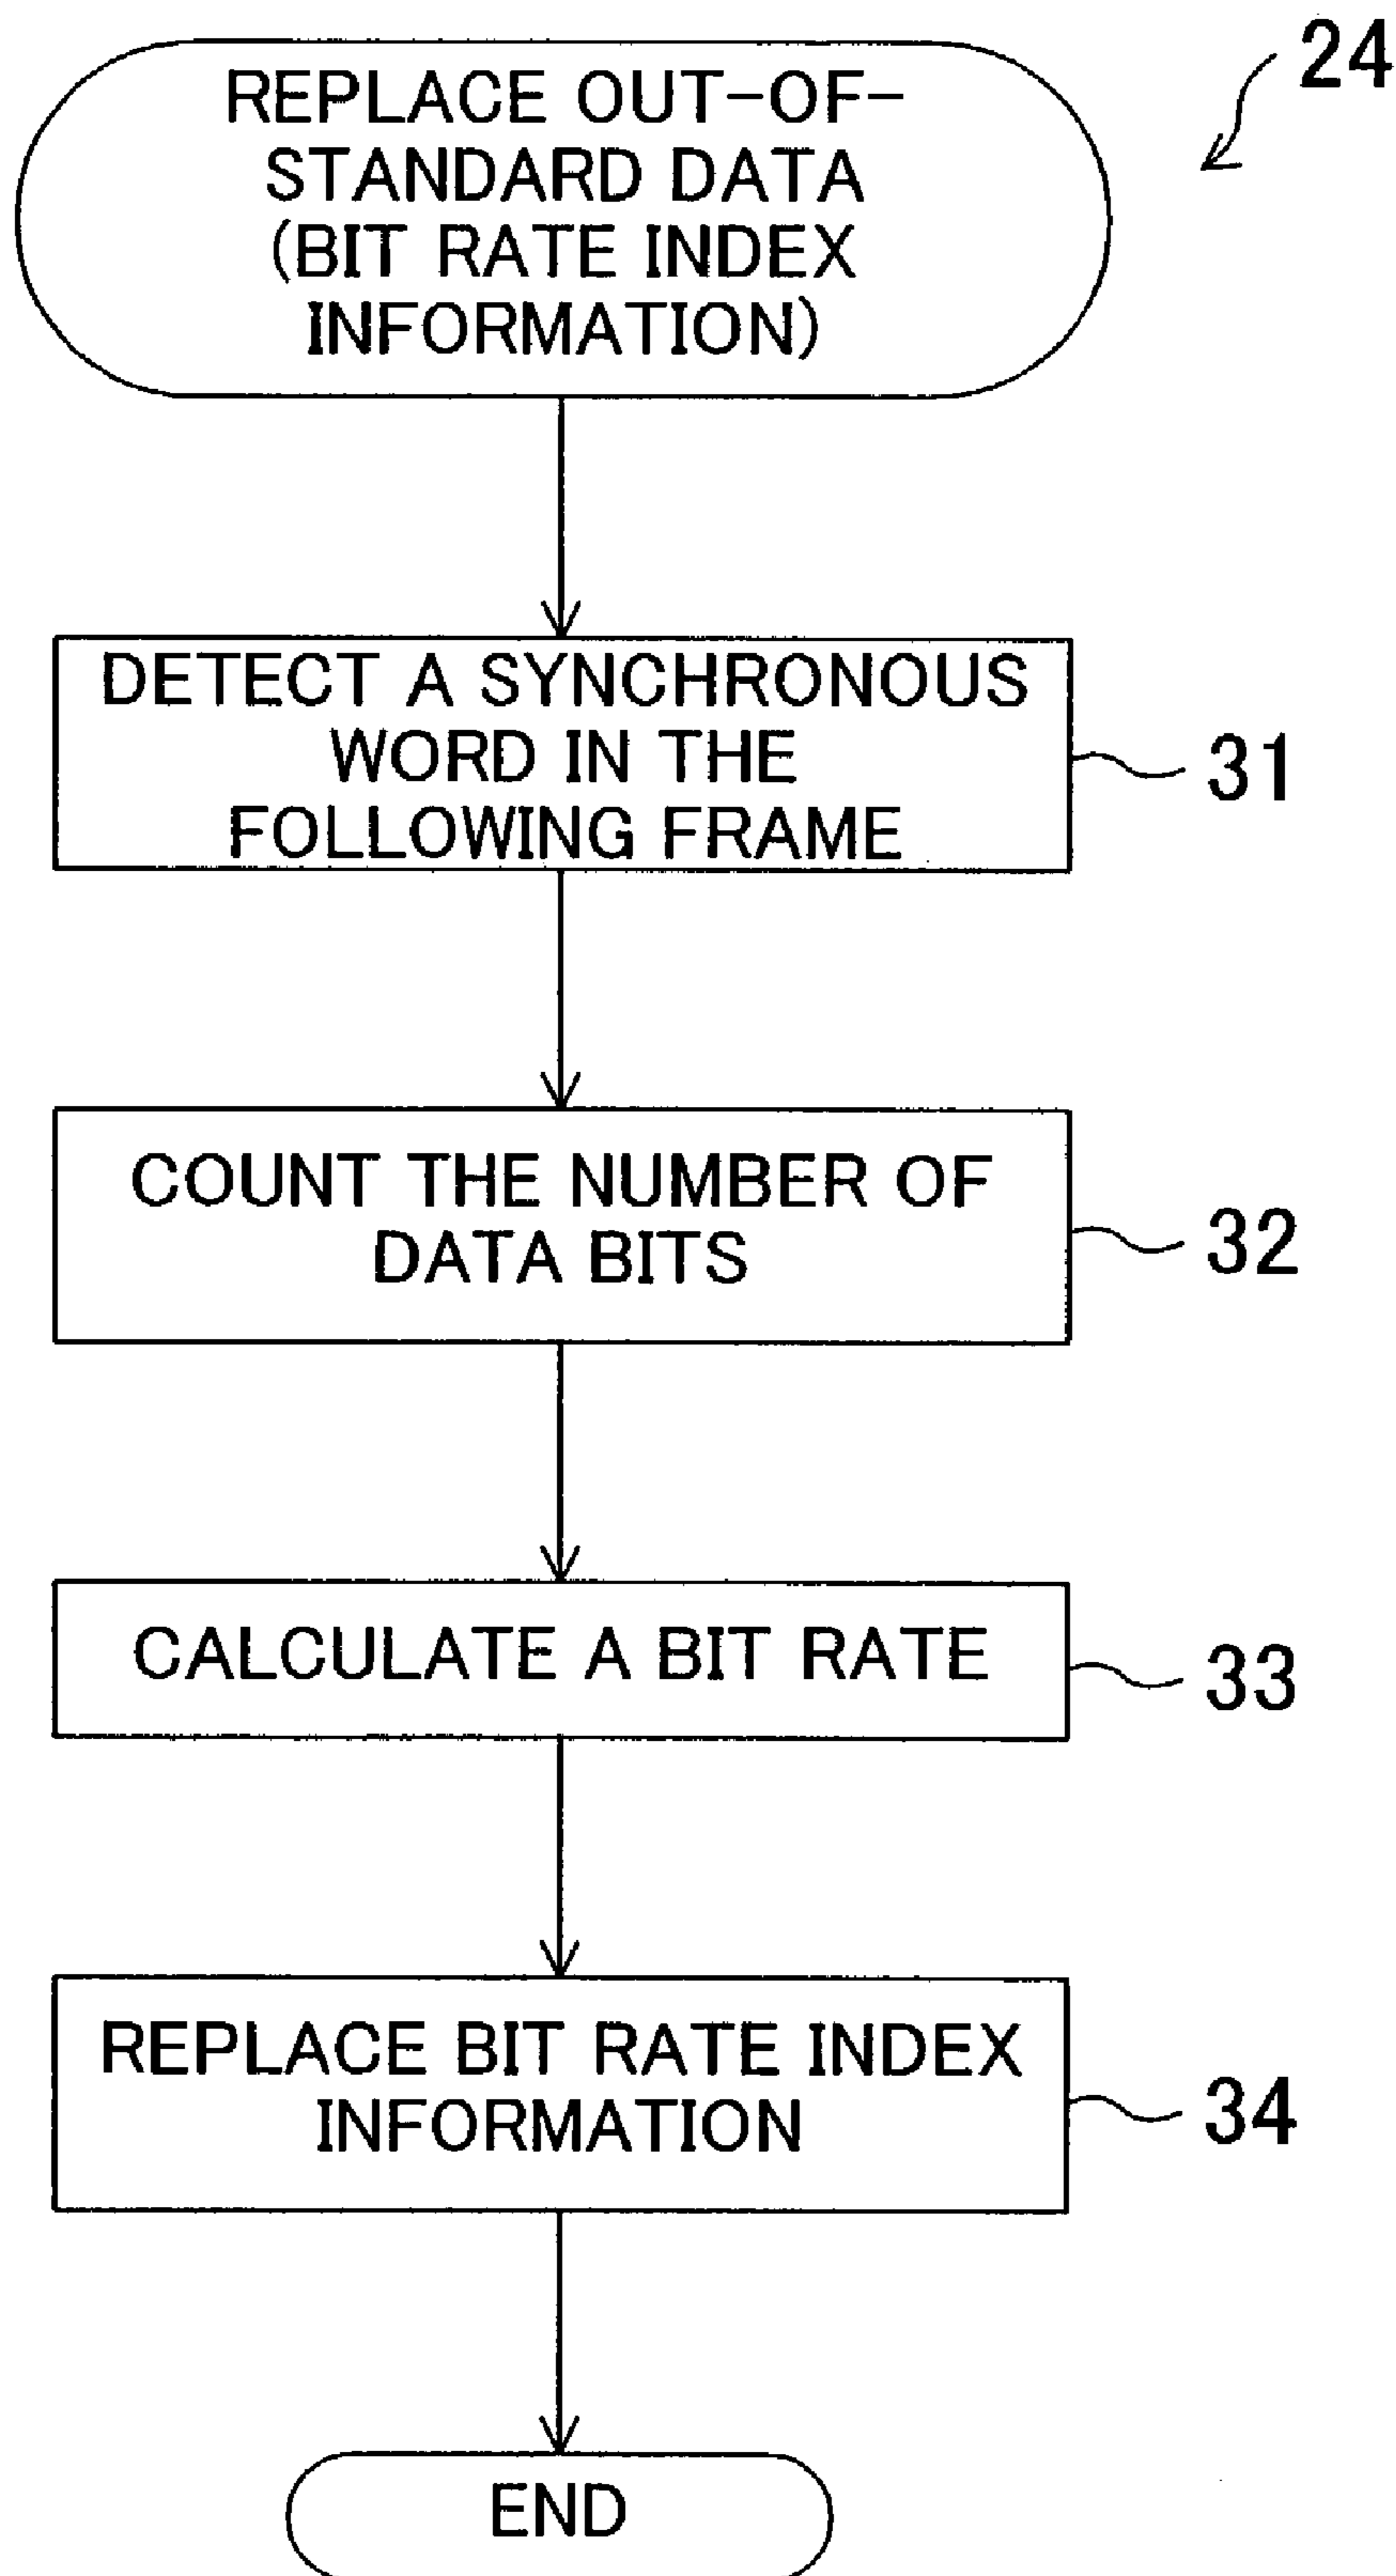 24
REPLACE OUT-OF-
STANDARD DATA
(BIT RATE INDEX
INFORMATION)
DETECT A SYNCHRONOUS
WORD IN THE
FOLLOWING FRAME
31
COUNT THE NUMBER OF
DATA BITS
32
CALCULATE A BIT RATE
33
REPLACE BIT RATE INDEX
INFORMATION
34
END